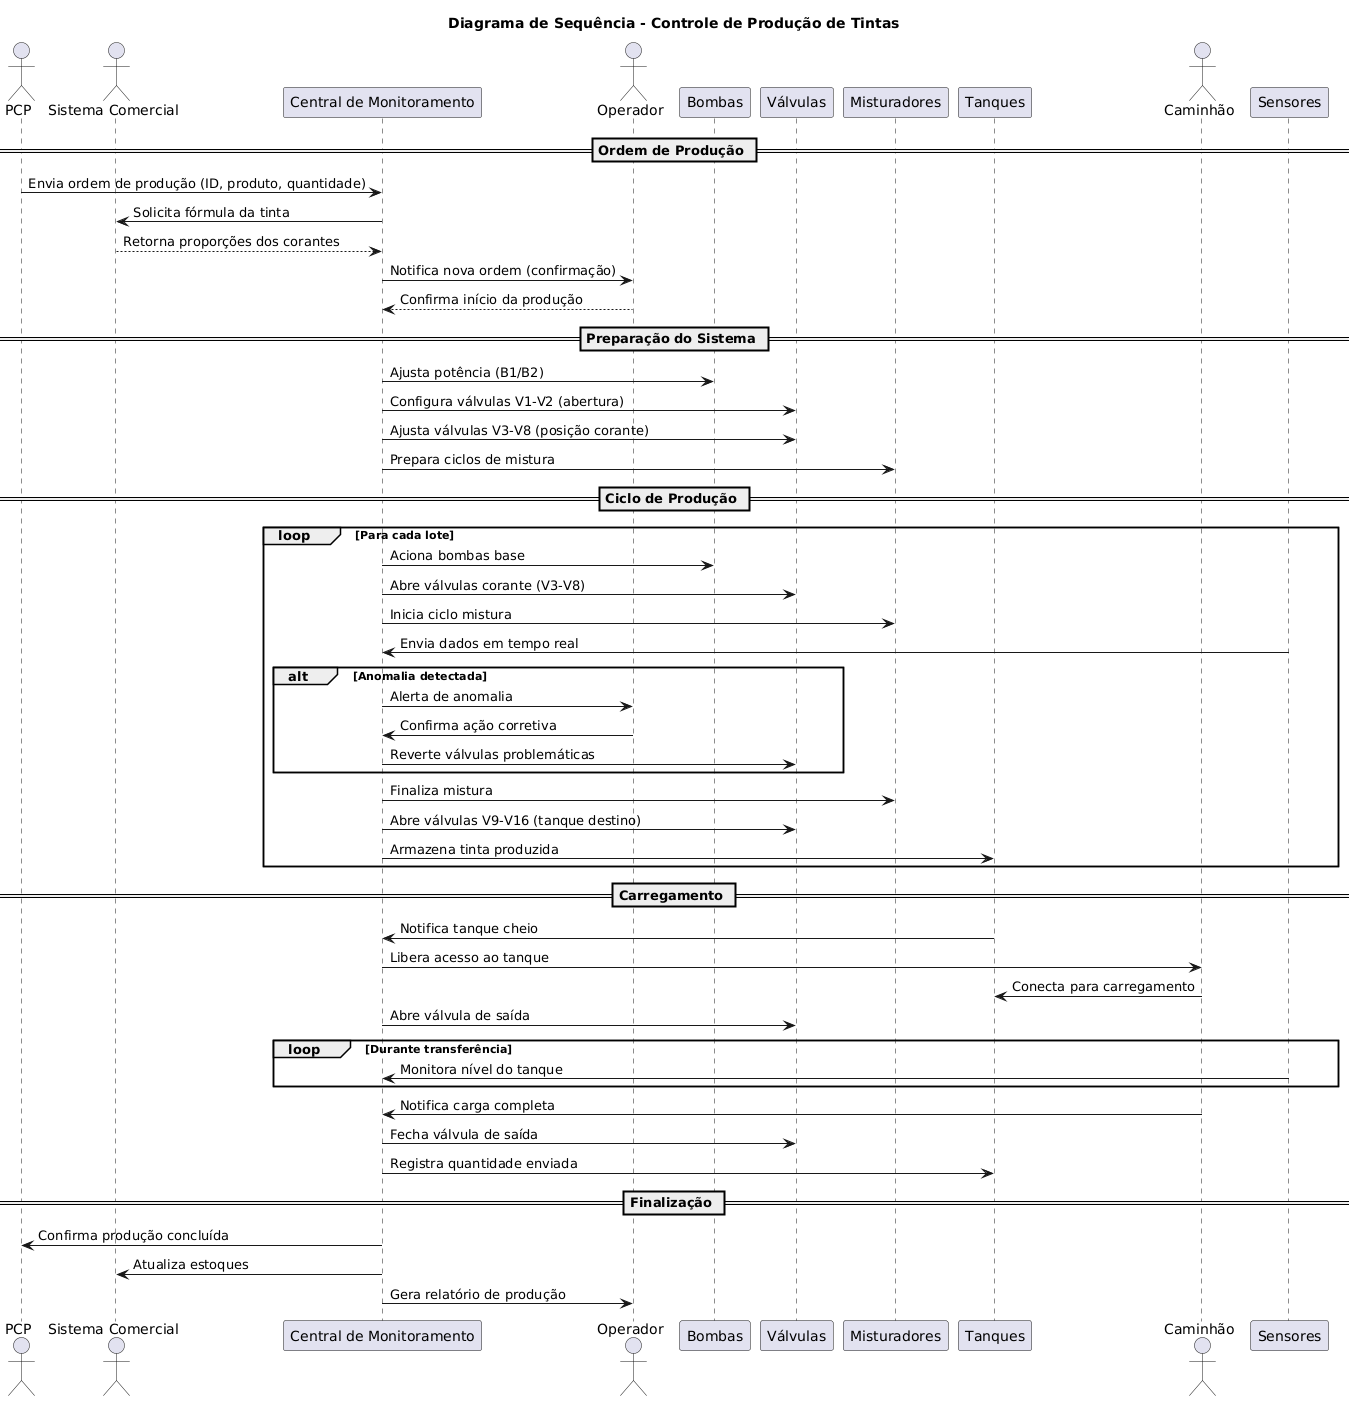 Diagrama de Sequência - Controle de Produção de Tintas
PCP
Sistema Comercial
Central de Monitoramento
Operador
Bombas
Válvulas
Misturadores
Tanques
Caminhão
Sensores
Ordem de Produção
Envia ordem de produção (ID, produto, quantidade)
Solicita fórmula da tinta
Retorna proporções dos corantes
Notifica nova ordem (confirmação)
Confirma início da produção
Preparação do Sistema
Ajusta potência (B1/B2)
Configura válvulas V1-V2 (abertura)
Ajusta válvulas V3-V8 (posição corante)
Prepara ciclos de mistura
Ciclo de Produção
loop [Para cada lote]
Aciona bombas base
Abre válvulas corante (V3-V8)
Inicia ciclo mistura
Envia dados em tempo real
alt [Anomalia detectada]
Alerta de anomalia
Confirma ação corretiva
Reverte válvulas problemáticas
Finaliza mistura
Abre válvulas V9-V16 (tanque destino)
Armazena tinta produzida
Carregamento
Notifica tanque cheio
Libera acesso ao tanque
Conecta para carregamento
Abre válvula de saída
loop [Durante transferência]
Monitora nível do tanque
Notifica carga completa
Fecha válvula de saída
Registra quantidade enviada
Finalização
Confirma produção concluída
Atualiza estoques
Gera relatório de produção
PCP
Sistema Comercial
Central de Monitoramento
Operador
Bombas
Válvulas
Misturadores
Tanques
Caminhão
Sensores